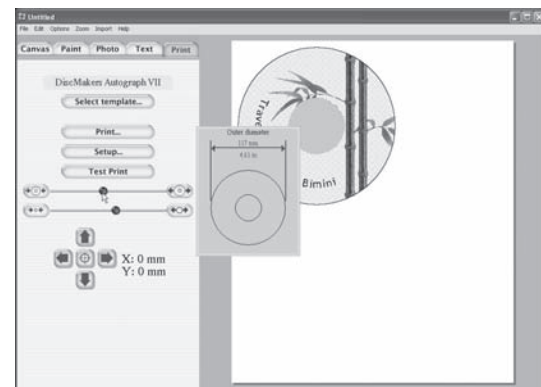 Untitled
File Edit Options Zoom Import Help
Canvas Paint Photo Text Print
DiscMakers Autograph VII
Select template...
Print...
Setup...
Test Print
X: 0 mm
Y: 0 mm
Outer diameter
117 mm
4.61 in
Trave
Bimini